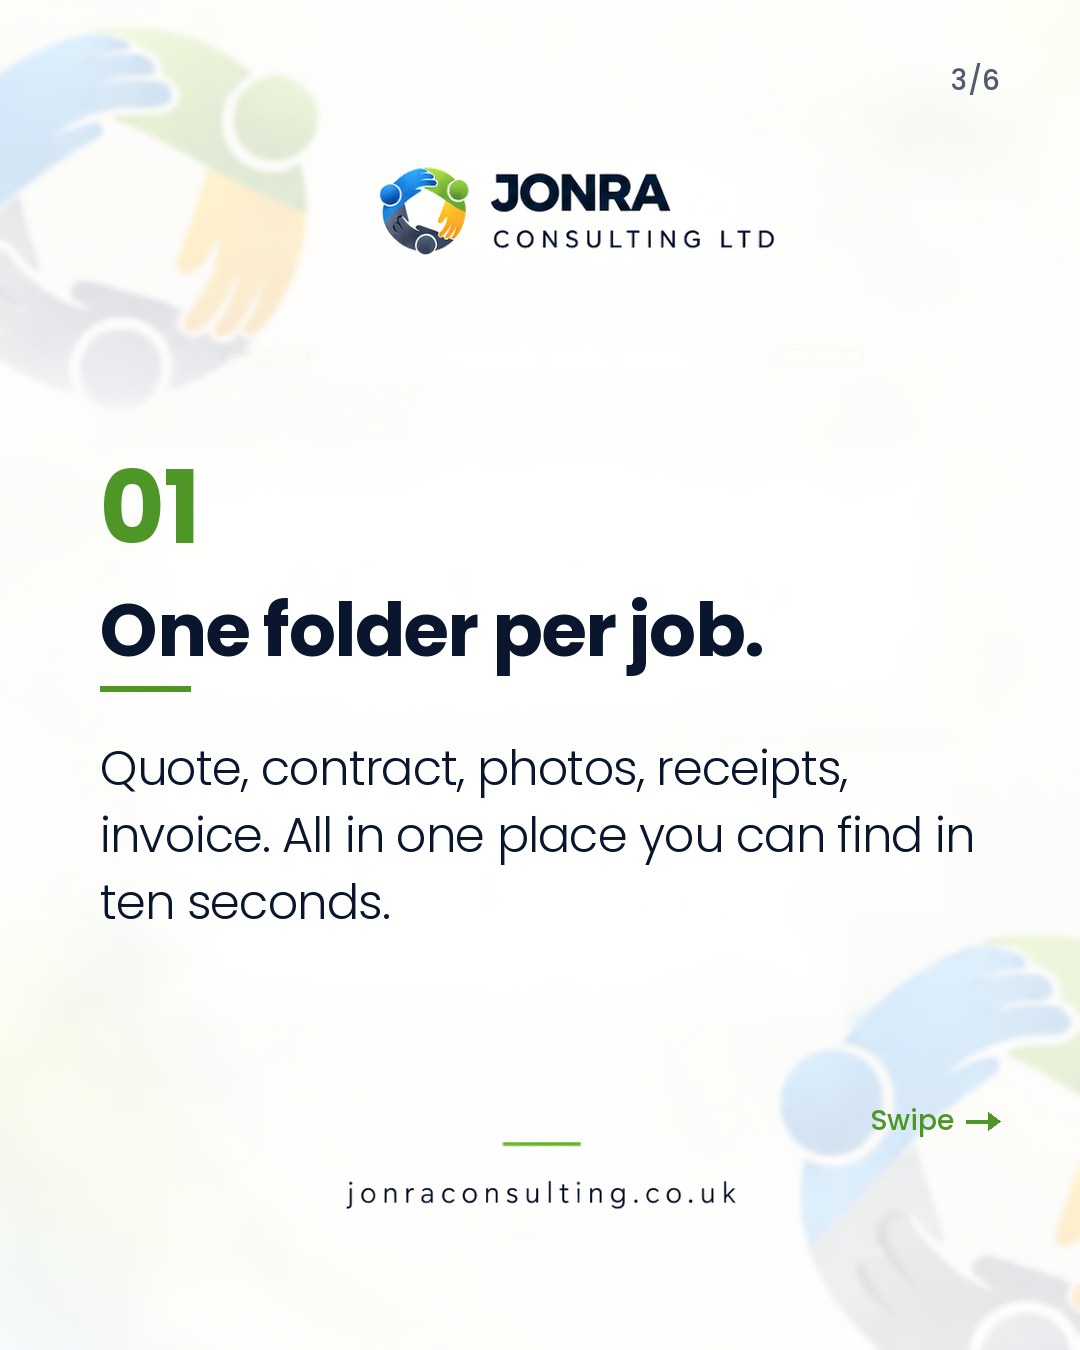 3/6
JONRA
CONSULTING LTD
01
One folder per job.
Quote, contract, photos, receipts,
invoice. All in one place you can find in
ten seconds.
Swipe →
jonraconsulting.co.uk